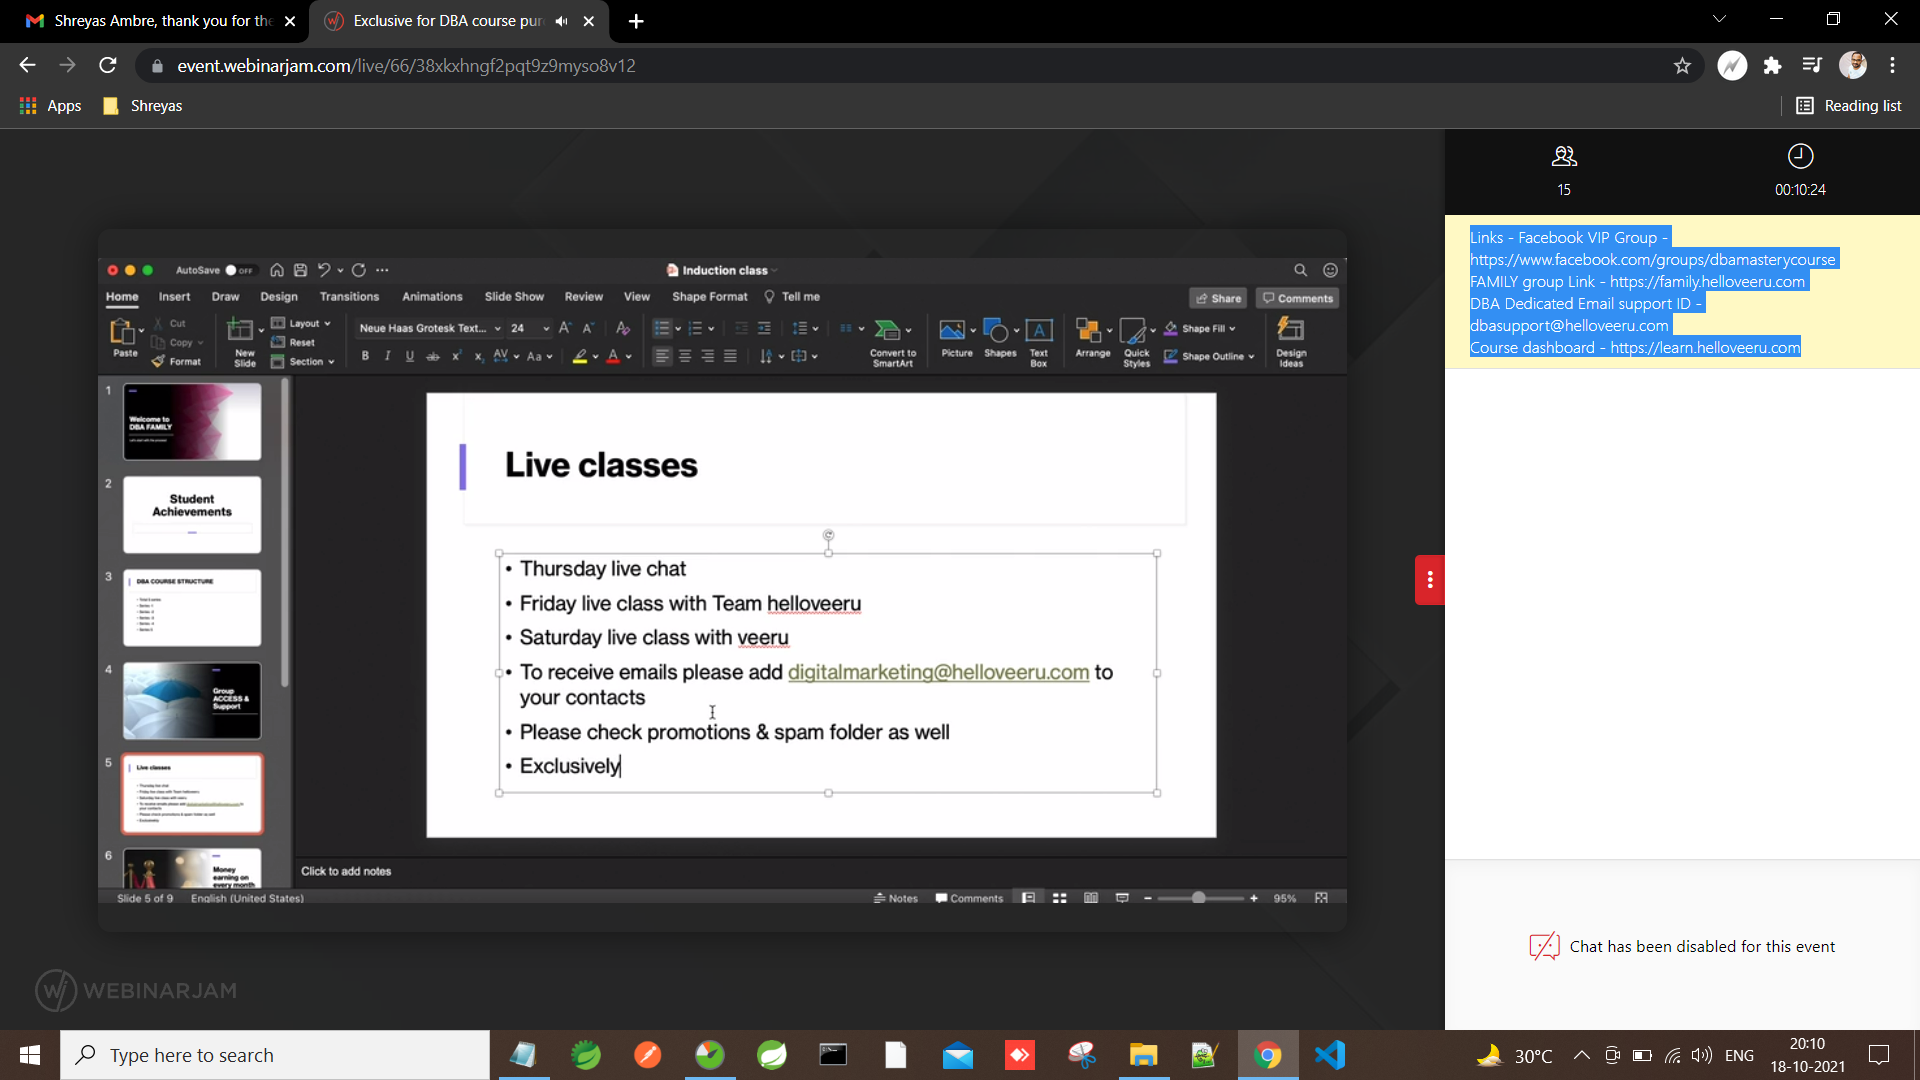 Shreyas Ambre, thank you for the
Exclusive for DBA course pur
event.webinarjam.com/live/66/38xkxhngf2pqt9z9myso8v12
Apps
Shreyas
Reading list
15
00:10:24
Links - Facebook VIP Group -
https://www.facebook.com/groups/dbamasterycourse
FAMILY group Link - https://family.helloveeru.com
DBA Dedicated Email support ID -
dbasupport@helloveeru.com
Course dashboard - https://learn.helloveeru.com
AutoSave OFF
Induction class
Home Insert Draw Design Transitions Animations Slide Show Review View Shape Format Tell me
Share Comments
Paste
Cut
Copy
Format
New Slide
Layout
Reset
Section
Neue Haas Grotesk Text... 24
Convert to SmartArt
Picture
Shapes
Text Box
Arrange
Quick Styles
Shape Fill
Shape Outline
Design Ideas
1
Welcome to
DBA FAMILY
2
Student
Achievements
3
DBA COURSE STRUCTURE
4
Group
ACCESS &
Support
5
Live classes
6
Money
earning on
every month
Live classes
• Thursday live chat
• Friday live class with Team helloveeru
• Saturday live class with veeru
• To receive emails please add digitalmarketing@helloveeru.com to
your contacts
• Please check promotions & spam folder as well
• Exclusively
Click to add notes
Slide 5 of 9 English (United States)
Notes Comments 95%
Chat has been disabled for this event
WEBINARJAM
Type here to search
30°C
ENG
20:10
18-10-2021